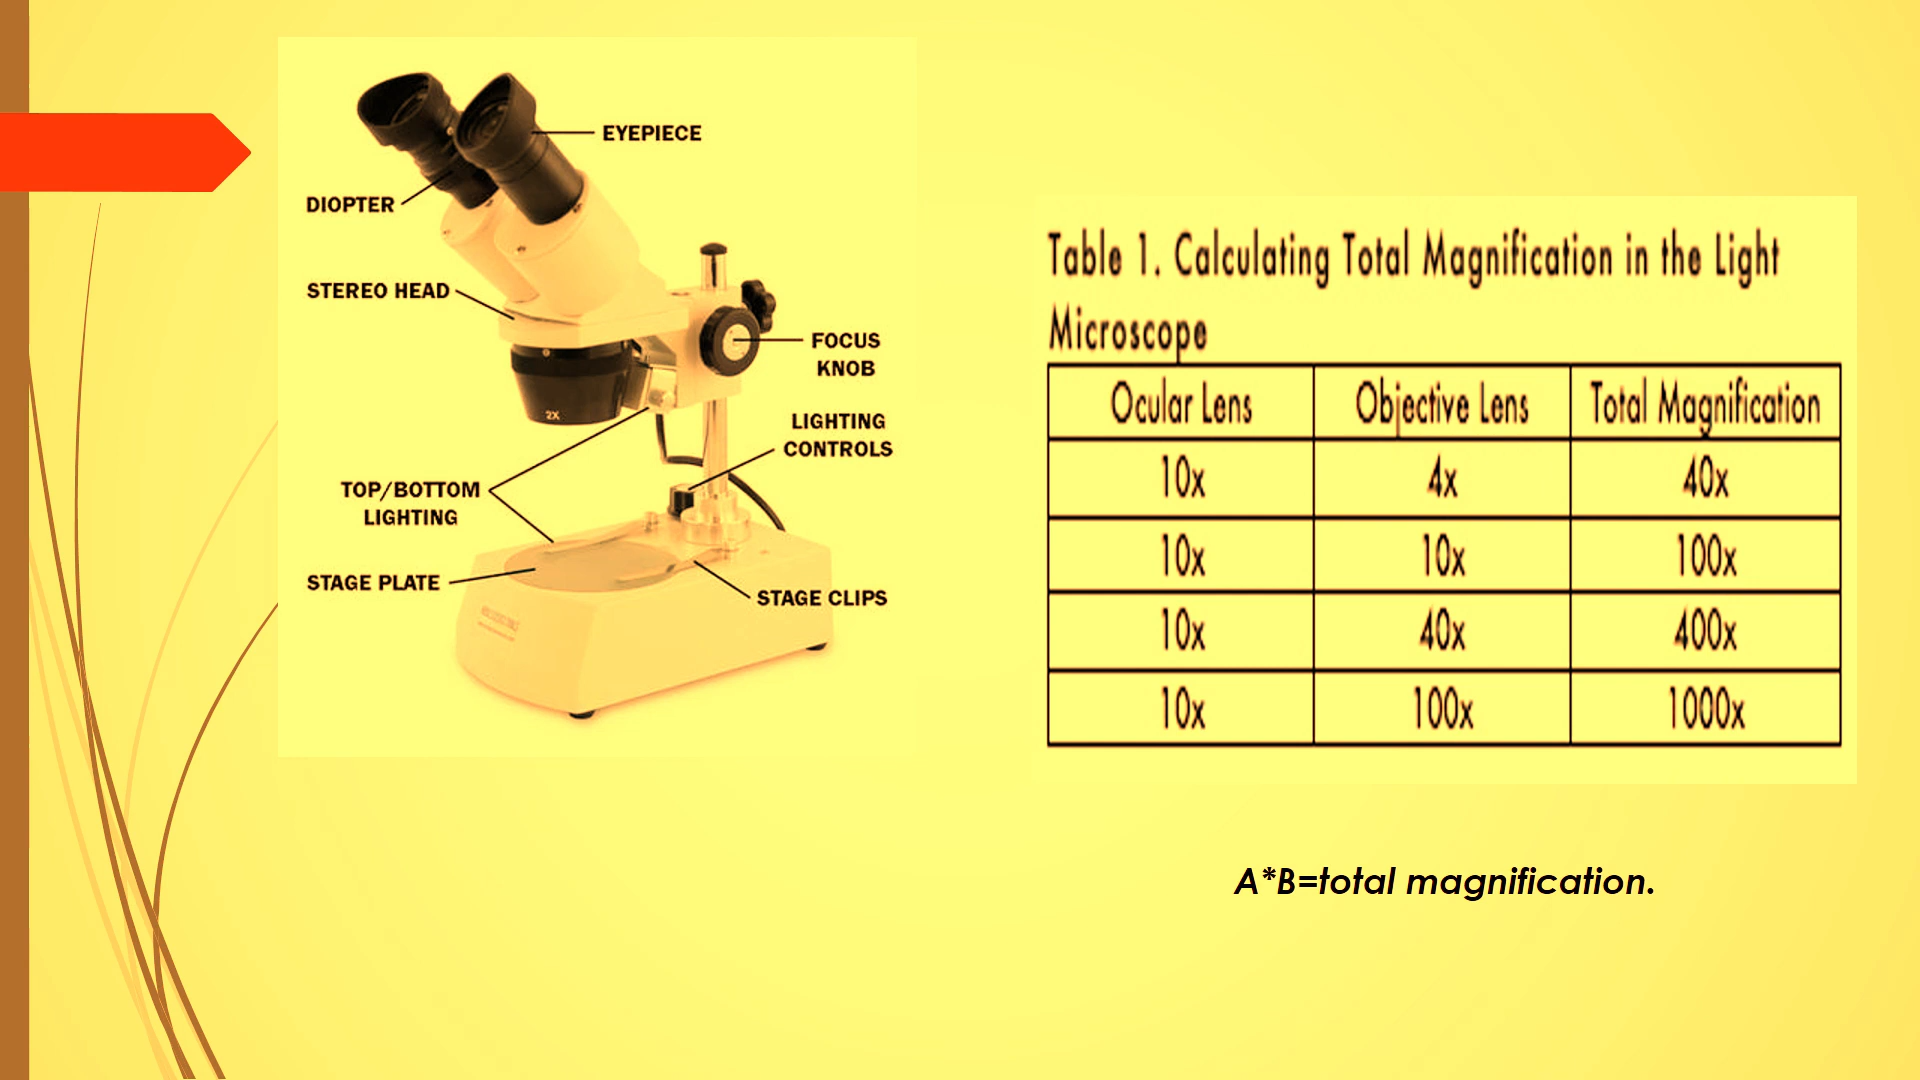 EYEPIECE
DIOPTER
STEREO HEAD
FOCUS
KNOB
2X
LIGHTING
CONTROLS
TOP/BOTTOM
LIGHTING
STAGE PLATE
STAGE CLIPS
Table 1. Calculating Total Magnification in the Light
Microscope
Ocular Lens Objective Lens Total Magnification
10x 4x 40x
10x 10x 100x
10x 40x 400x
10x 100x 1000x
A*B=total magnification.